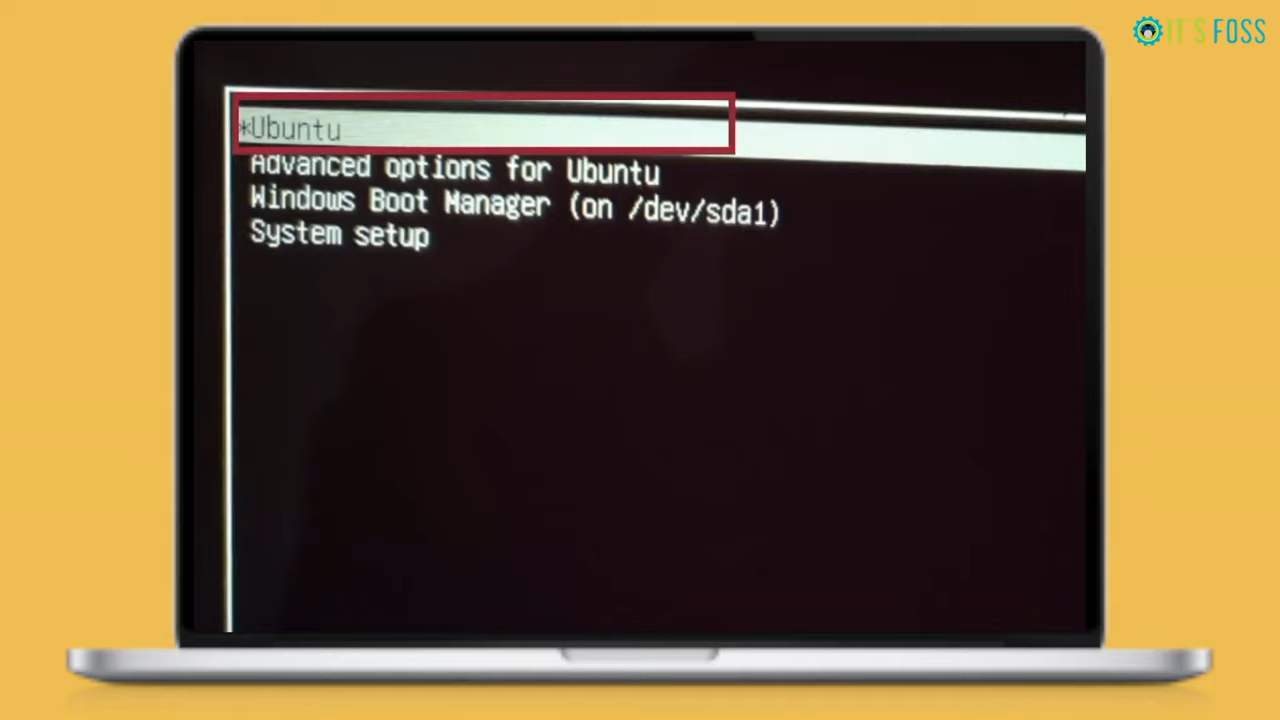 IT'S FOSS
*Ubuntu
Advanced options for Ubuntu
Windows Boot Manager (on /dev/sda1)
System setup